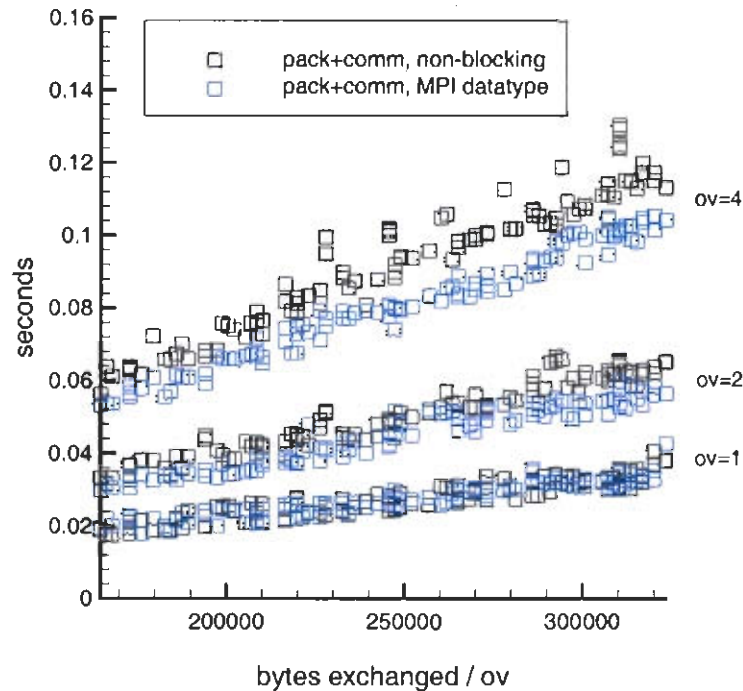 0.16
pack+comm, non-blocking
0.14
pack+comm, MPI datatype
0.12
ov=4
0.1
seconds
0.08
0.06
ov=2
0.04
ov=1
0.02
0
200000 250000 300000
bytes exchanged / ov